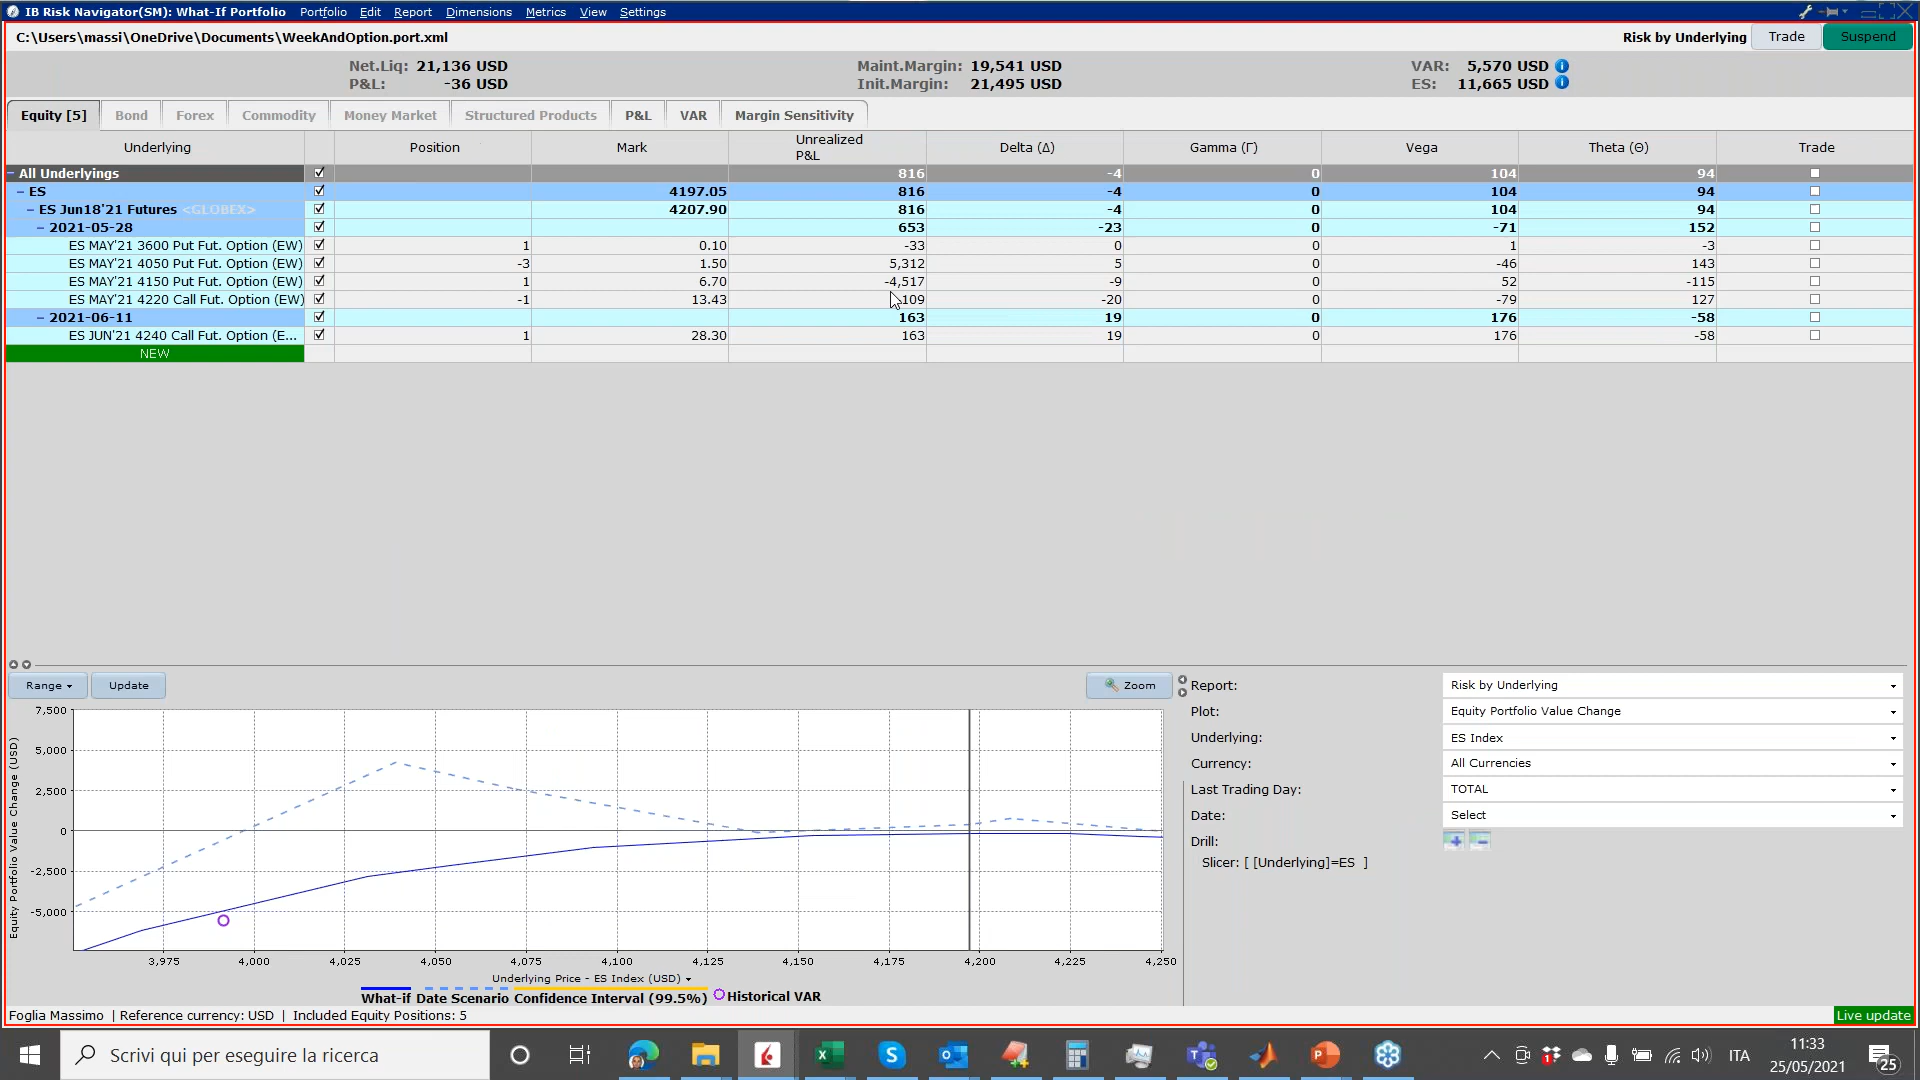 IB Risk Navigator(SM): What-If Portfolio Portfolio Edit Report Dimensions Metrics View Settings
C:\Users\massi\OneDrive\Documents\WeekAndOption.port.xml Risk by Underlying Trade Suspend
Net.Liq: 21,136 USD Maint.Margin: 19,541 USD VAR: 5,570 USD
P&L: -36 USD Init.Margin: 21,495 USD ES: 11,665 USD
Equity [5] Bond Forex Commodity Money Market Structured Products P&L VAR Margin Sensitivity
Underlying Position Mark Unrealized P&L Delta (Δ) Gamma (Γ) Vega Theta (Θ) Trade
All Underlyings 816 -4 0 104 94
ES 4197.05 816 -4 0 104 94
ES Jun18'21 Futures <GLOBEX> 4207.90 816 -4 0 104 94
2021-05-28 653 -23 0 -71 152
ES MAY'21 3600 Put Fut. Option (EW) 1 0.10 -33 0 0 1 -3
ES MAY'21 4050 Put Fut. Option (EW) -3 1.50 5,312 5 0 -46 143
ES MAY'21 4150 Put Fut. Option (EW) 1 6.70 -4,517 -9 0 52 -115
ES MAY'21 4220 Call Fut. Option (EW) -1 13.43 109 -20 0 -79 127
2021-06-11 163 19 0 176 -58
ES JUN'21 4240 Call Fut. Option (E... 1 28.30 163 19 0 176 -58
NEW
Range Update Zoom
7,500
5,000
2,500
0
-2,500
-5,000
Equity Portfolio Value Change (USD)
3,975 4,000 4,025 4,050 4,075 4,100 4,125 4,150 4,175 4,200 4,225 4,250
Underlying Price - ES Index (USD)
What-if Date Scenario Confidence Interval (99.5%) Historical VAR
Report: Risk by Underlying
Plot: Equity Portfolio Value Change
Underlying: ES Index
Currency: All Currencies
Last Trading Day: TOTAL
Date: Select
Drill:
Slicer: [ [Underlying]=ES ]
Foglia Massimo | Reference currency: USD | Included Equity Positions: 5 Live update
Scrivi qui per eseguire la ricerca
1
ITA
11:33
25/05/2021
25